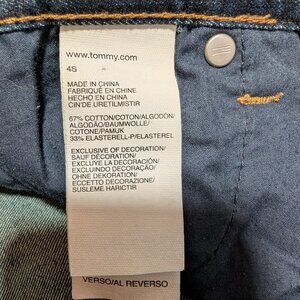 www.tommy.com
4S
MADE IN CHINA
FABRIQUÉ EN CHINE
HECHO EN CHINA
CIN'DE URETILMISTIR
67% COTTON/COTON/ALGODÓN/
ALGODÃO/BAUMWOLLE/
COTONE/PAMUK
33% ELASTERELL-P/ELASTEREL
EXCLUSIVE OF DECORATION/
SAUF DÉCORATION/
EXCLUYE LA DECORACIÓN/
EXCLUINDO DECORAÇÃO/
OHNE DEKORATION/
ECCETTO DECORAZIONE/
SUSLEME HARICTIR
VERSO/AL REVERSO